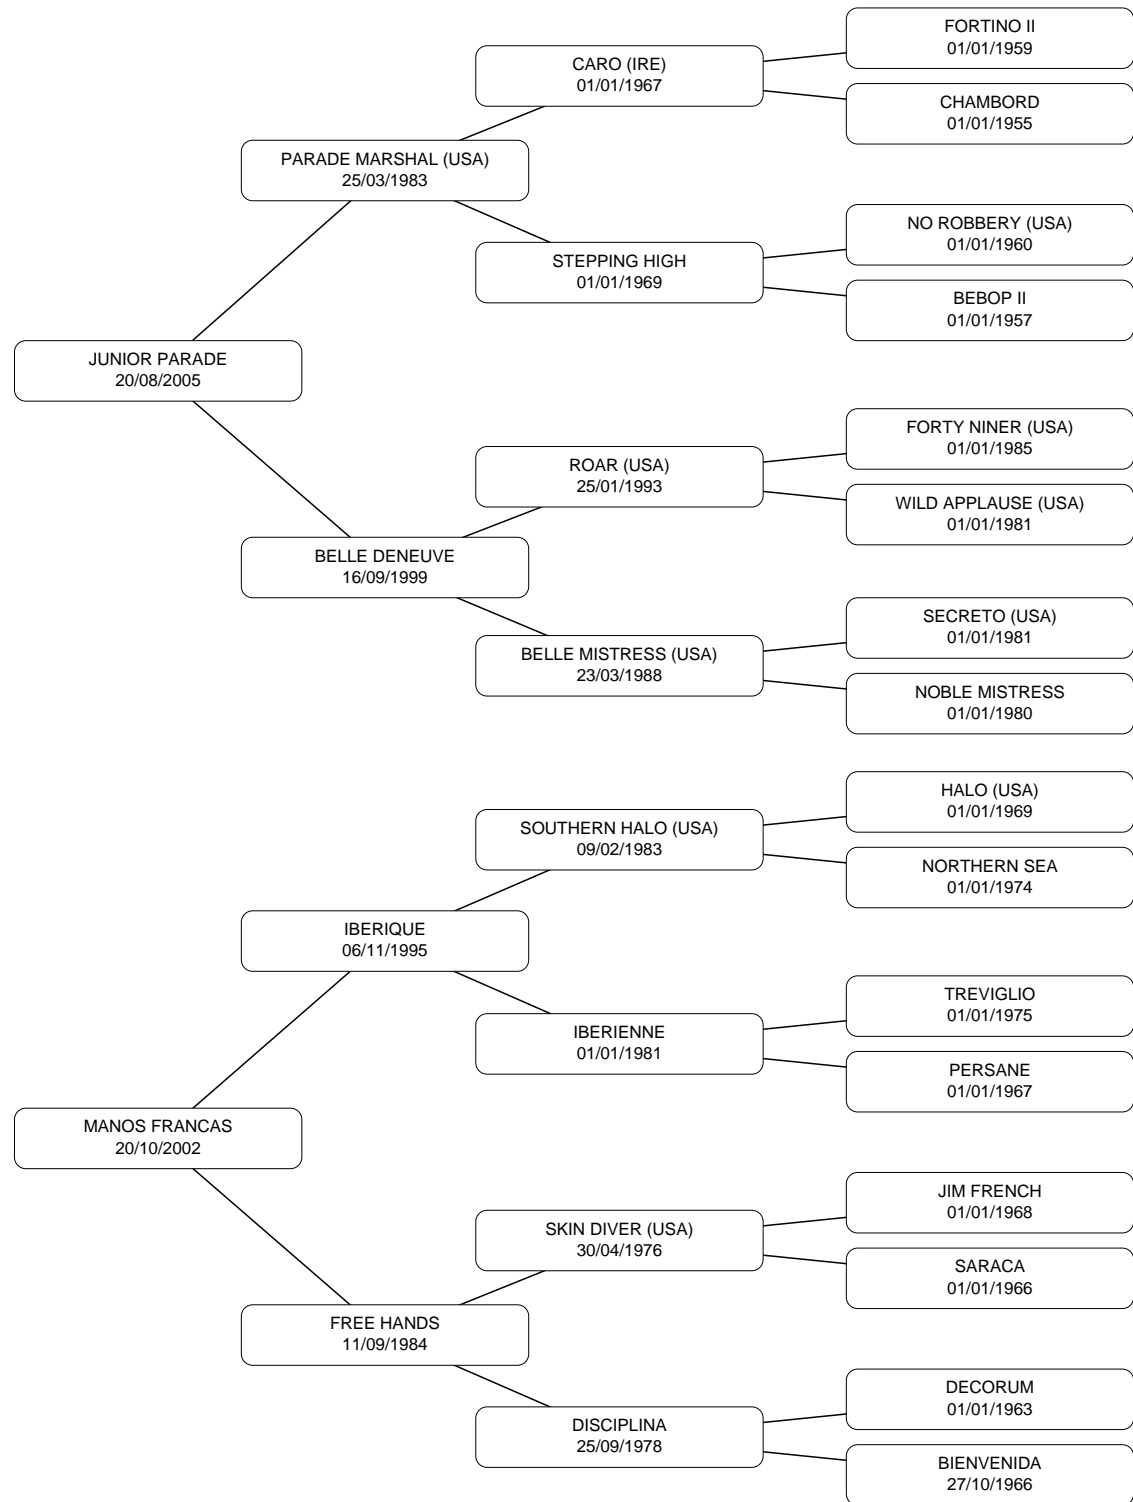 FORTINO II
01/01/1959
CARO (IRE)
01/01/1967
CHAMBORD
01/01/1955
PARADE MARSHAL (USA)
25/03/1983
NO ROBBERY (USA)
01/01/1960
STEPPING HIGH
01/01/1969
BEBOP II
01/01/1957
JUNIOR PARADE
20/08/2005
FORTY NINER (USA)
01/01/1985
ROAR (USA)
25/01/1993
WILD APPLAUSE (USA)
01/01/1981
BELLE DENEUVE
16/09/1999
SECRETO (USA)
01/01/1981
BELLE MISTRESS (USA)
23/03/1988
NOBLE MISTRESS
01/01/1980
HALO (USA)
01/01/1969
SOUTHERN HALO (USA)
09/02/1983
NORTHERN SEA
01/01/1974
IBERIQUE
06/11/1995
TREVIGLIO
01/01/1975
IBERIENNE
01/01/1981
PERSANE
01/01/1967
MANOS FRANCAS
20/10/2002
JIM FRENCH
01/01/1968
SKIN DIVER (USA)
30/04/1976
SARACA
01/01/1966
FREE HANDS
11/09/1984
DECORUM
01/01/1963
DISCIPLINA
25/09/1978
BIENVENIDA
27/10/1966